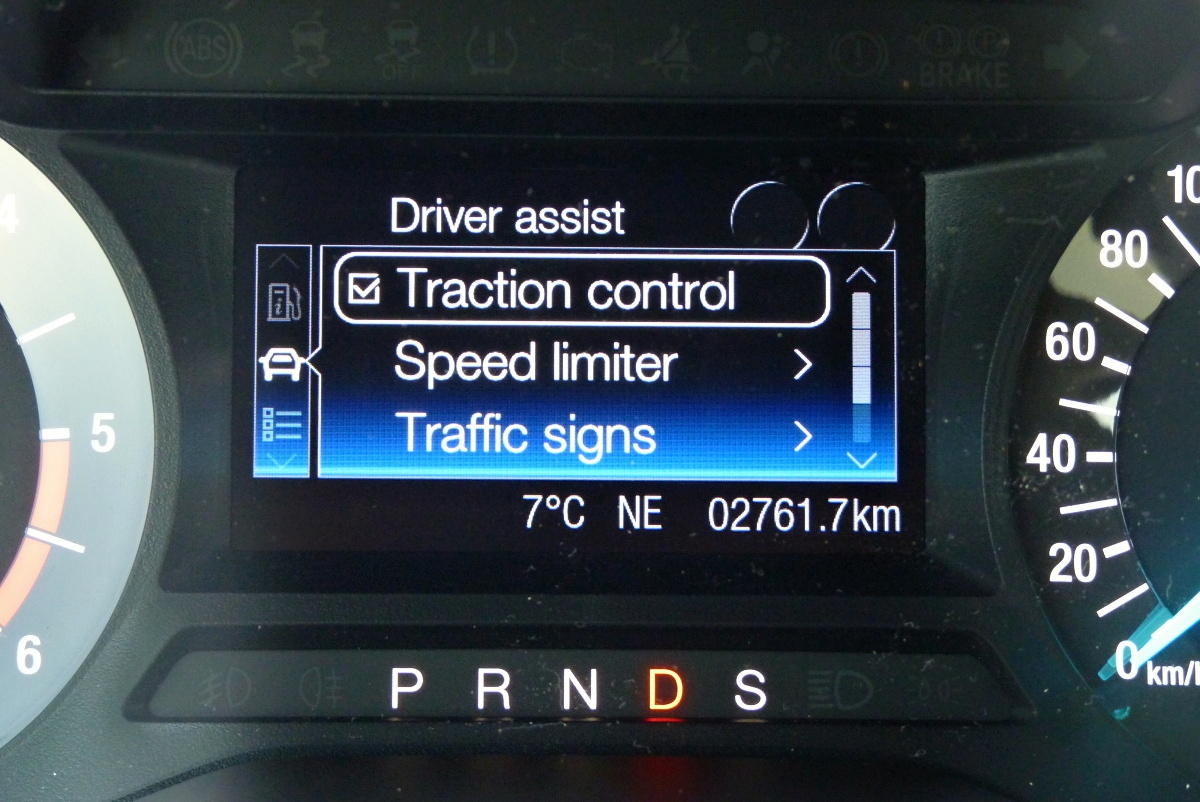 ABS
OFF
BRAKE
Driver assist
Traction control
Speed limiter
Traffic signs
7°C NE 02761.7km
P R N D S
4
5
6
10
80
60
40
20
0 km/h